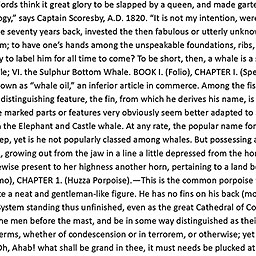 ords think it great glory to be slapped by a queen, and made garte
ogy,” says Captain Scoresby, A.D. 1820. “It is not my intention, were
e seventy years back, invested the then fabulous or utterly unknow
m; to have one’s hands among the unspeakable foundations, ribs,
y to label him for all time to come? To be short, then, a whale is a s
le; VI. the Sulphur Bottom Whale. BOOK I. (Folio), CHAPTER I. (Spe
own as “whale oil,” an inferior article in commerce. Among the fis
distinguishing feature, the fin, from which he derives his name, is
e marked parts or features very obviously seem better adapted to
n the Elephant and Castle whale. At any rate, the popular name for
ep, yet is he not popularly classed among whales. But possessing a
, growing out from the jaw in a line a little depressed from the hor
ewise present to her highness another horn, pertaining to a land b
mo), CHAPTER 1. (Huzza Porpoise).—This is the common porpoise
te a neat and gentleman-like figure. He has no fins on his back (mo
System standing thus unfinished, even as the great Cathedral of Co
he men before the mast, and be in some way distinguished as thei
erms, whether of condescension or in terrorem, or otherwise; yet
Oh, Ahab! what shall be grand in thee, it must needs be plucked at